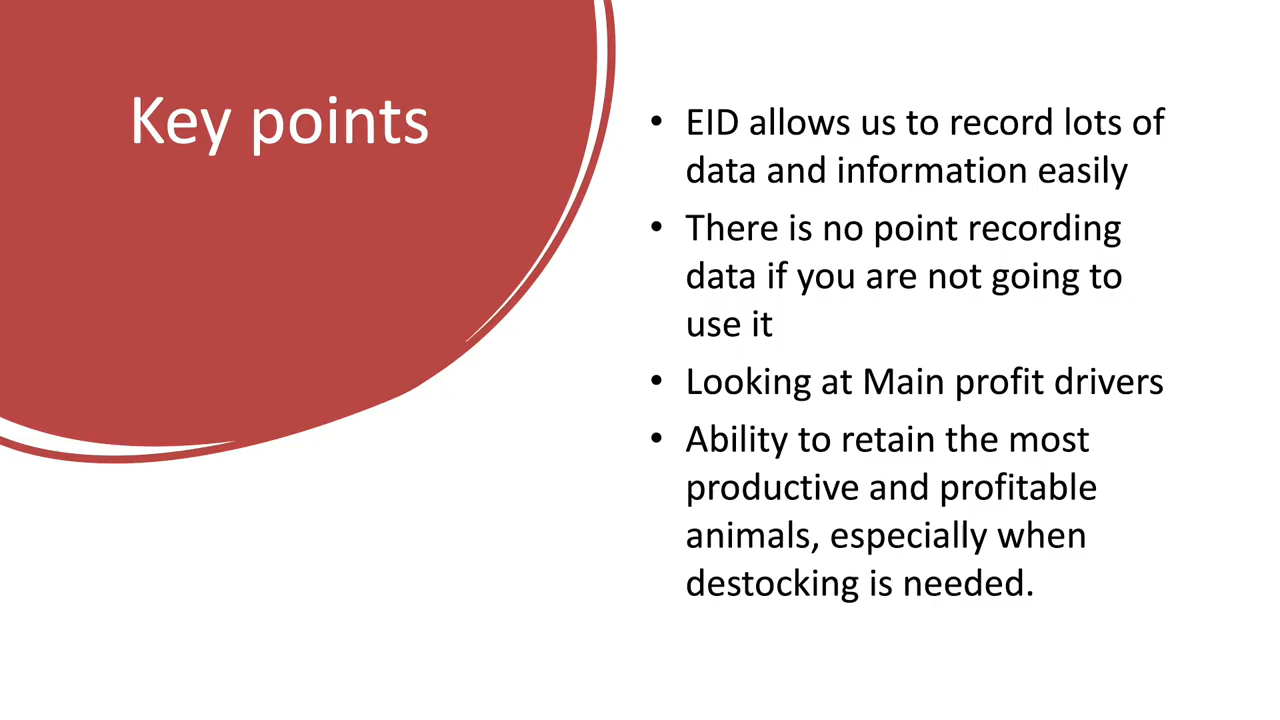 Key points
• EID allows us to record lots of
data and information easily
• There is no point recording
data if you are not going to
use it
• Looking at Main profit drivers
• Ability to retain the most
productive and profitable
animals, especially when
destocking is needed.